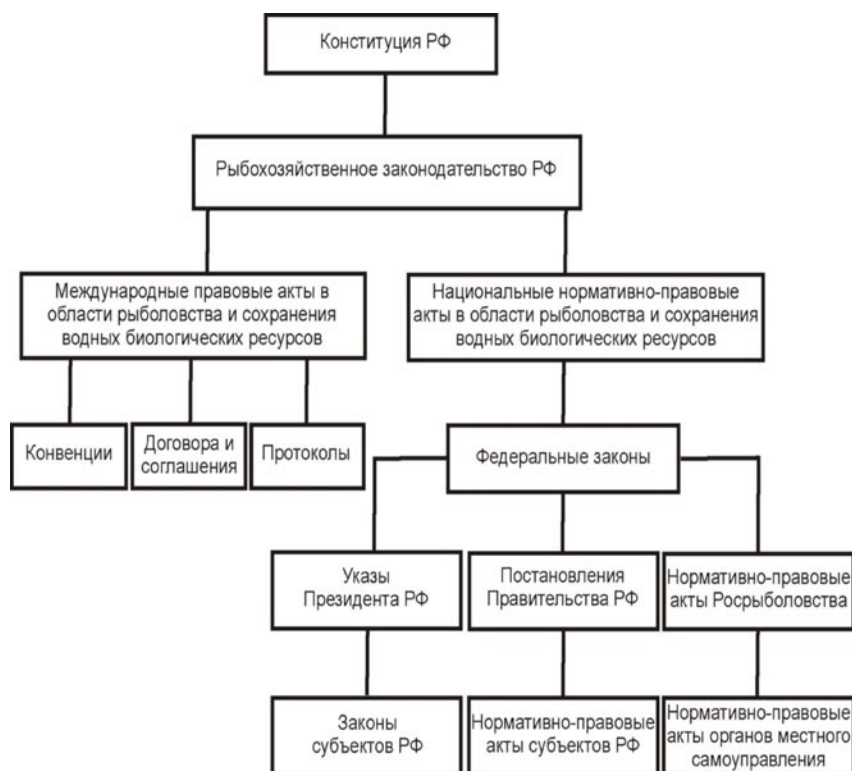 Конституция РФ
Рыбохозяйственное законодательство РФ
Международные правовые акты в
области рыболовства и сохранения
водных биологических ресурсов
Национальные нормативно-правовые
акты в области рыболовства и сохранения
водных биологических ресурсов
Конвенции
Договора и
соглашения
Протоколы
Федеральные законы
Указы
Президента РФ
Постановления
Правительства РФ
Нормативно-правовые
акты Росрыболовства
Законы
субъектов РФ
Нормативно-правовые
акты субъектов РФ
Нормативно-правовые
акты органов местного
самоуправления